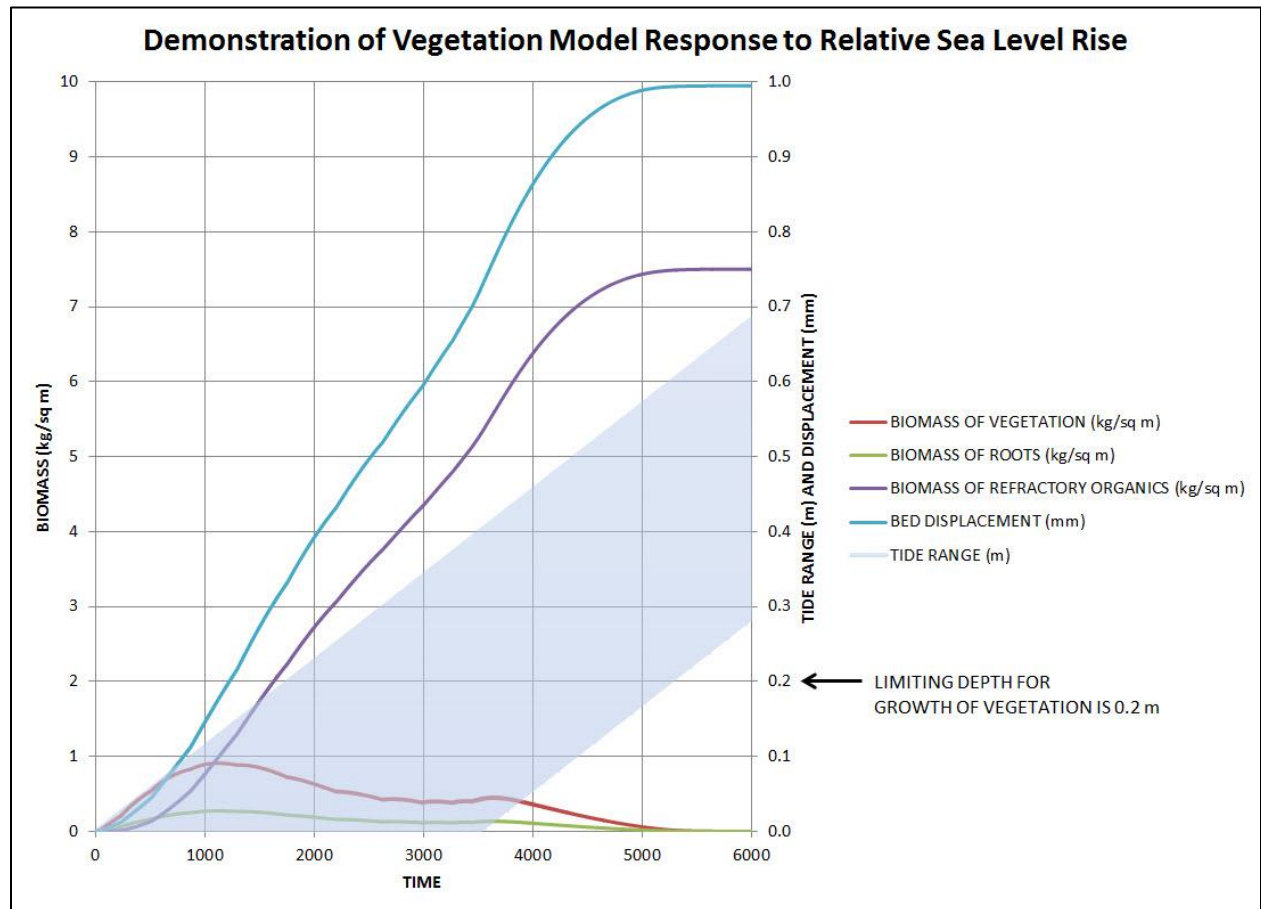 Demonstration of Vegetation Model Response to Relative Sea Level Rise
10
9
8
7
6
5
4
3
2
1
0
BIOMASS (kg/sq m)
0
1000
2000
3000
4000
5000
6000
TIME
1.0
0.9
0.8
0.7
0.6
0.5
0.4
0.3
0.2
0.1
0.0
TIDE RANGE (m) AND DISPLACEMENT (mm)
BIOMASS OF VEGETATION (kg/sq m)
BIOMASS OF ROOTS (kg/sq m)
BIOMASS OF REFRACTORY ORGANICS (kg/sq m)
BED DISPLACEMENT (mm)
TIDE RANGE (m)
LIMITING DEPTH FOR
GROWTH OF VEGETATION IS 0.2 m